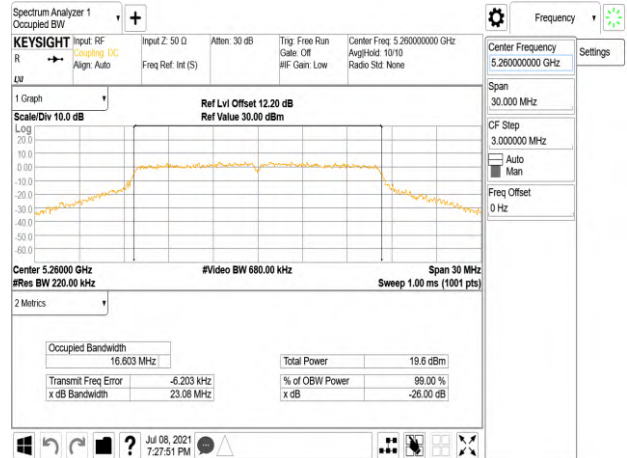 Spectrum Analyzer 1
Occupied BW
Frequency
KEYSIGHT
Input: RF
Coupling: DC
Align: Auto
Input Z: 50 Ω
Freq Ref: Int (S)
Atten: 30 dB
Trig: Free Run
Gate: Off
#IF Gain: Low
Center Freq: 5.260000000 GHz
Avg|Hold: 10/10
Radio Std: None
R
LXI
Center Frequency
5.260000000 GHz
Settings
Span
30.000 MHz
CF Step
3.000000 MHz
Auto
Man
Freq Offset
0 Hz
1 Graph
Scale/Div 10.0 dB
Ref Lvl Offset 12.20 dB
Ref Value 30.00 dBm
Log
20.0
10.0
0.00
-10.0
-20.0
-30.0
-40.0
-50.0
-60.0
Center 5.26000 GHz
#Video BW 680.00 kHz
Span 30 MHz
#Res BW 220.00 kHz
Sweep 1.00 ms (1001 pts)
2 Metrics
Occupied Bandwidth
16.603 MHz
Total Power 19.6 dBm
Transmit Freq Error -6.203 kHz
% of OBW Power 99.00 %
x dB Bandwidth 23.08 MHz
x dB -26.00 dB
?
Jul 08, 2021
7:27:51 PM